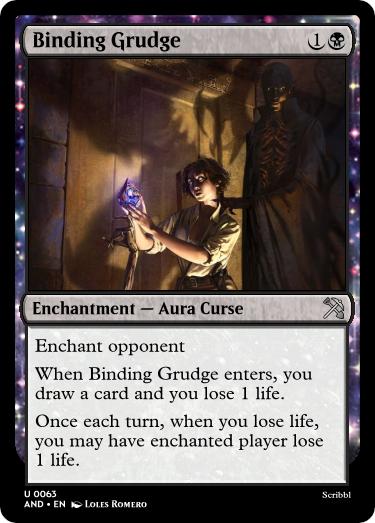 Binding Grudge 1
Enchantment — Aura Curse
Enchant opponent
When Binding Grudge enters, you
draw a card and you lose 1 life.
Once each turn, when you lose life,
you may have enchanted player lose
1 life.
U 0063
AND • EN Loles Romero
Scribbl